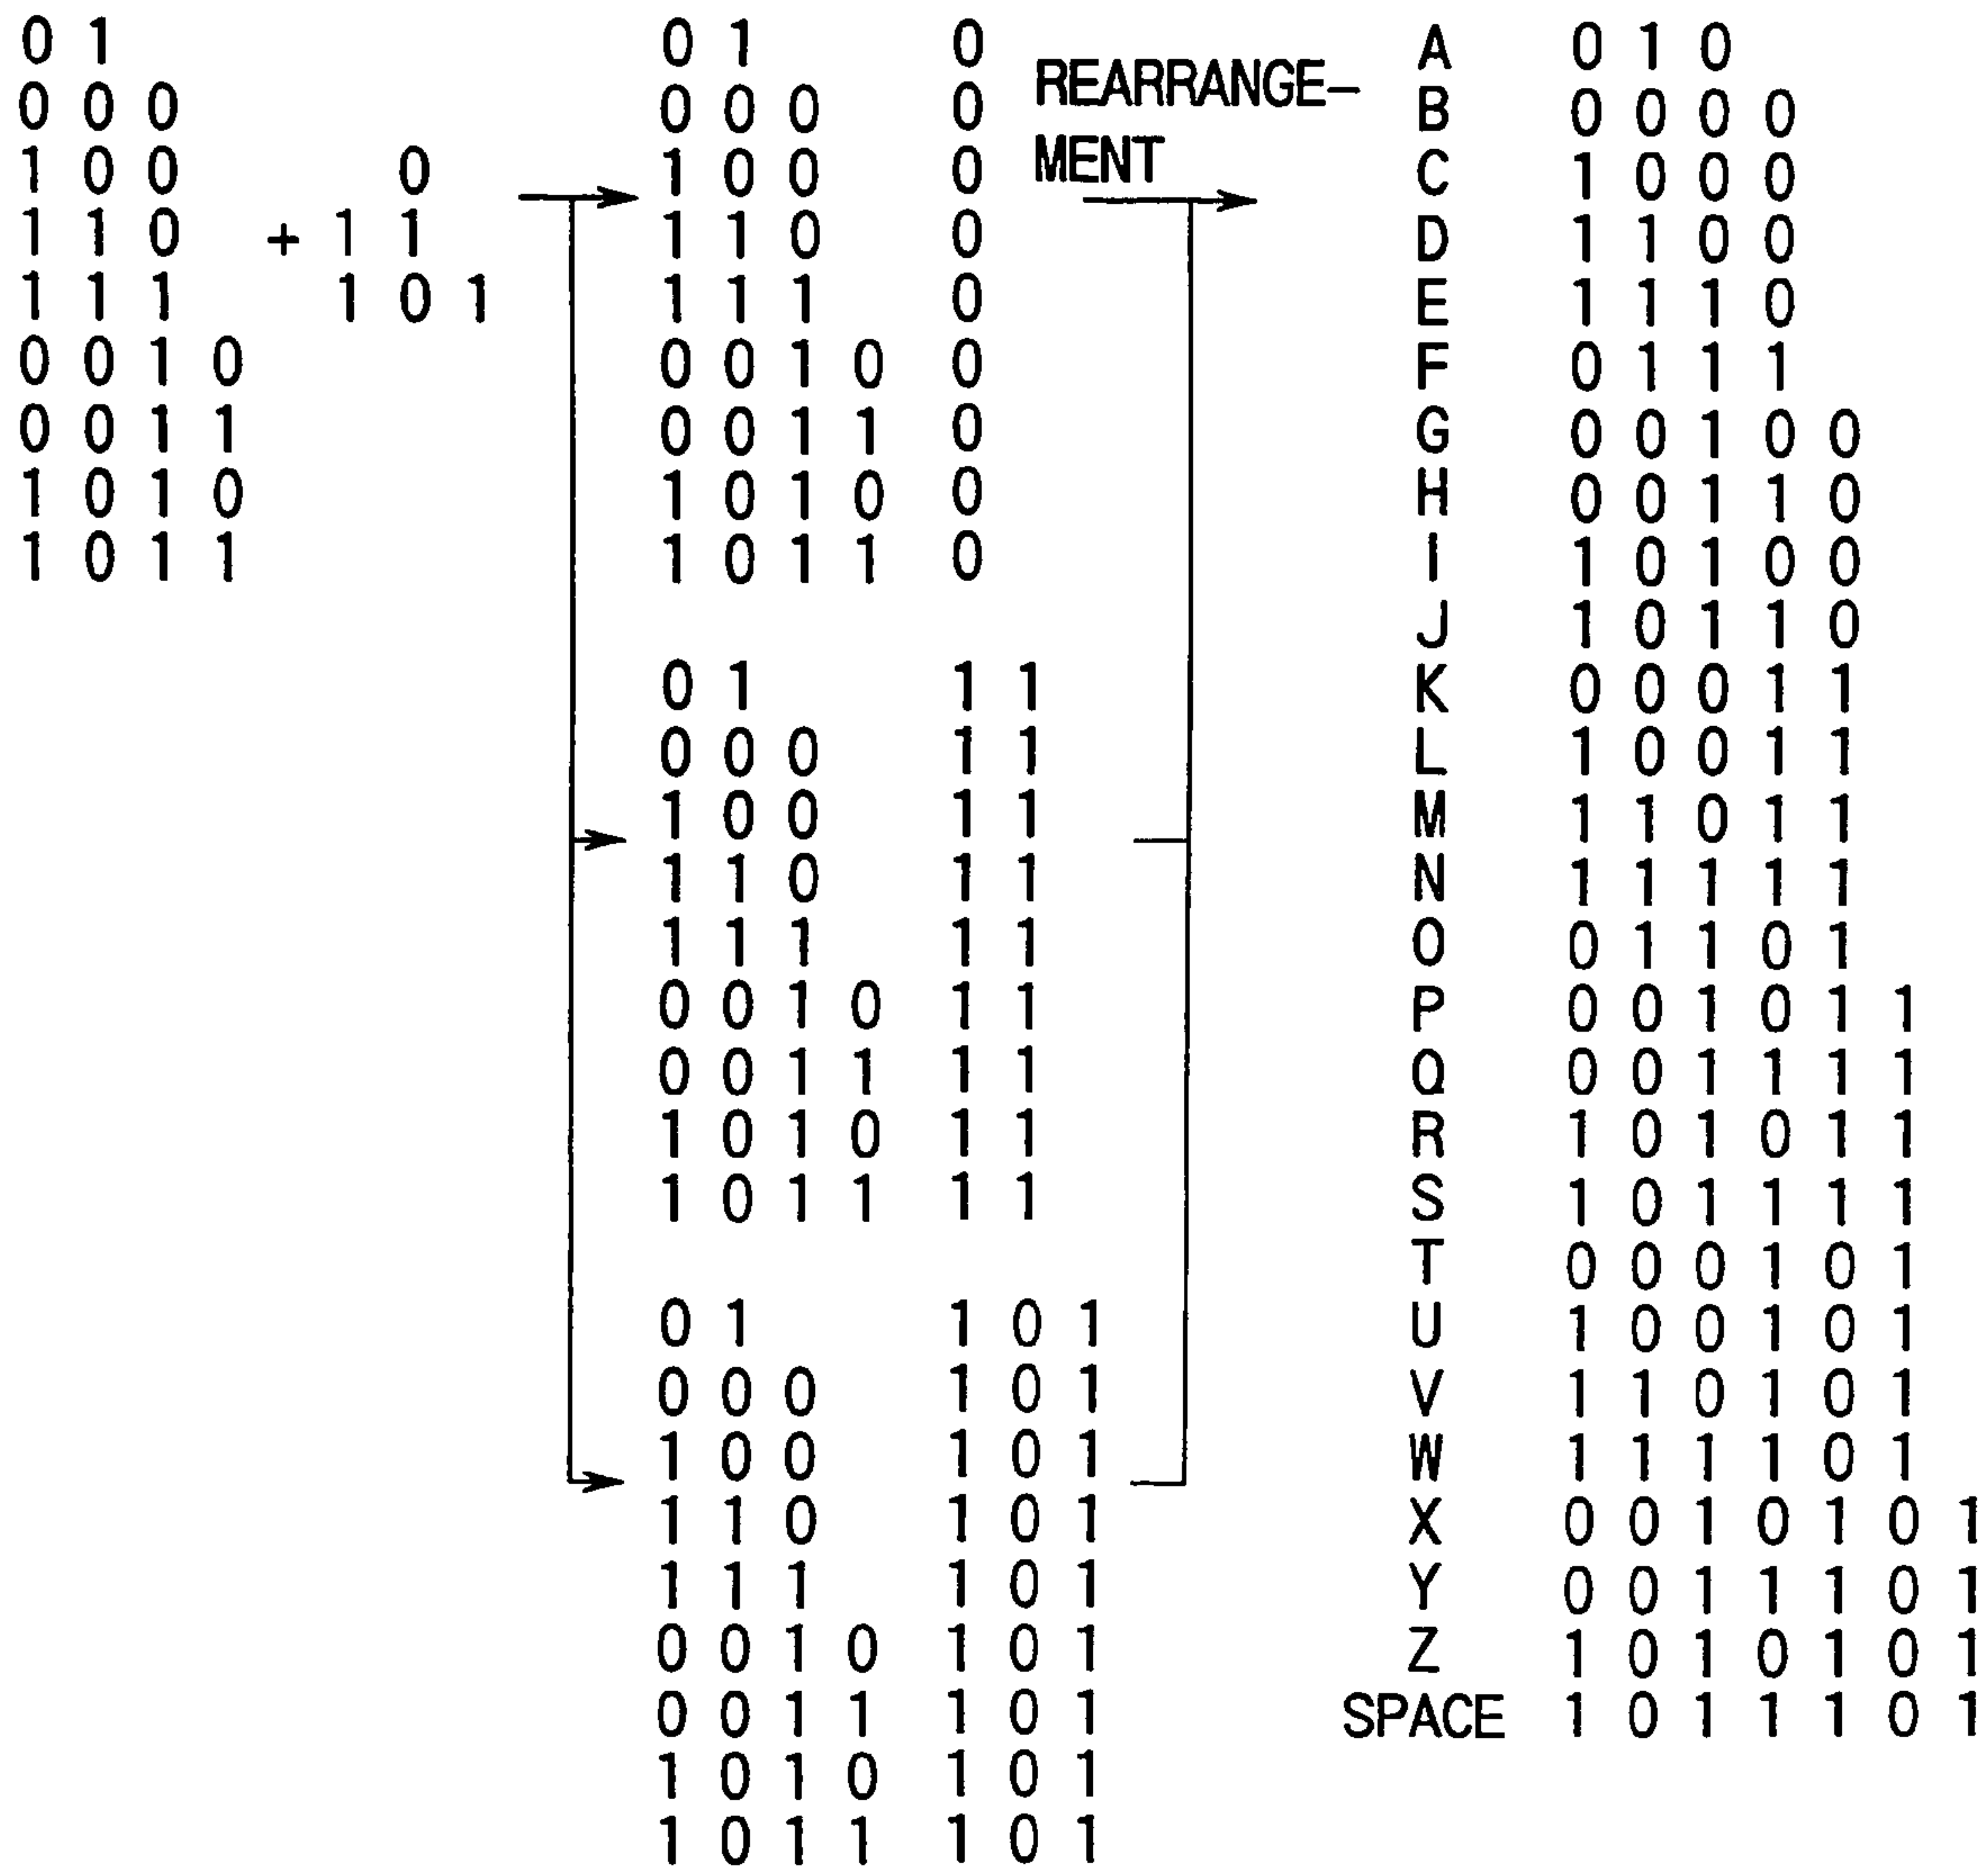 0 1
0 0 0
1 0 0
1 1 0
1 1 1
0 0 1 0
0 0 1 1
1 0 1 0
1 0 1 1
0
+ 1 1
1 0 1
0 1 0
0 0 0 0
1 0 0 0
1 1 0 0
1 1 1 0
0 0 1 0 0
0 0 1 1 0
1 0 1 0 0
1 0 1 1 0
0 1 1 1
0 0 0 1 1
1 0 0 1 1
1 1 0 1 1
1 1 1 1 1
0 0 1 0 1 1
0 0 1 1 1 1
1 0 1 0 1 1
1 0 1 1 1 1
0 1 1 0 1
0 0 0 1 0 1
1 0 0 1 0 1
1 1 0 1 0 1
1 1 1 1 0 1
0 0 1 0 1 0 1
0 0 1 1 1 0 1
1 0 1 0 1 0 1
1 0 1 1 1 0 1
REARRANGE-
MENT
A 0 1 0
B 0 0 0 0
C 1 0 0 0
D 1 1 0 0
E 1 1 1 0
F 0 1 1 1
G 0 0 1 0 0
H 0 0 1 1 0
I 1 0 1 0 0
J 1 0 1 1 0
K 0 0 0 1 1
L 1 0 0 1 1
M 1 1 0 1 1
N 1 1 1 1 1
O 0 1 1 0 1
P 0 0 1 0 1 1
Q 0 0 1 1 1 1
R 1 0 1 0 1 1
S 1 0 1 1 1 1
T 0 0 0 1 0 1
U 1 0 0 1 0 1
V 1 1 0 1 0 1
W 1 1 1 1 0 1
X 0 0 1 0 1 0 1
Y 0 0 1 1 1 0 1
Z 1 0 1 0 1 0 1
SPACE 1 0 1 1 1 0 1